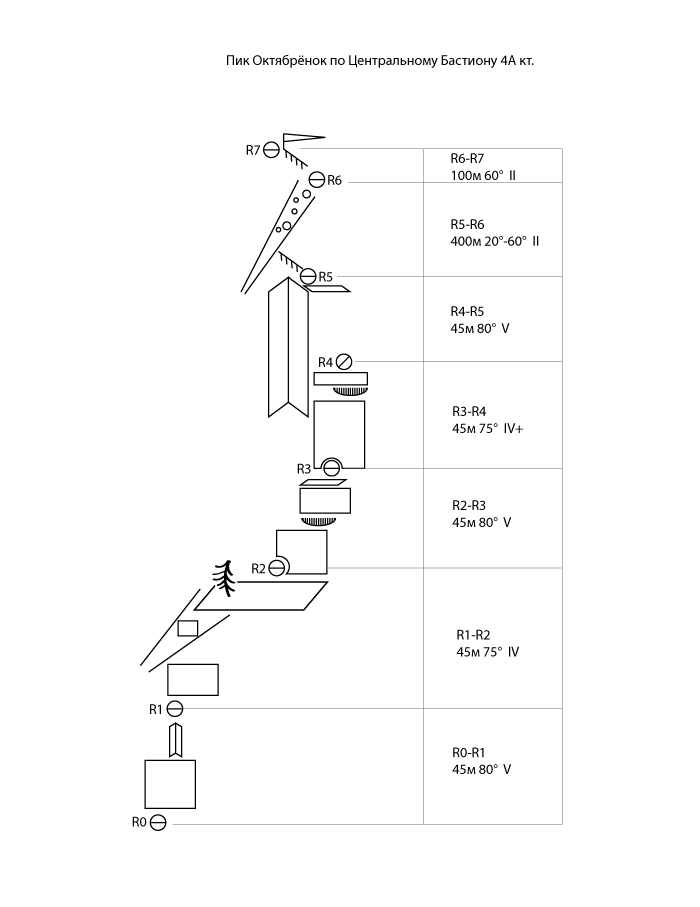 Пик Октябрёнок по Центральному Бастиону 4А кт.
R7
R6-R7
100м 60° II
R6
R5-R6
400м 20°-60° II
R5
R4-R5
45м 80° V
R4
R3-R4
45м 75° IV+
R3
R2-R3
45м 80° V
R2
R1-R2
45м 75° IV
R1
R0-R1
45м 80° V
R0